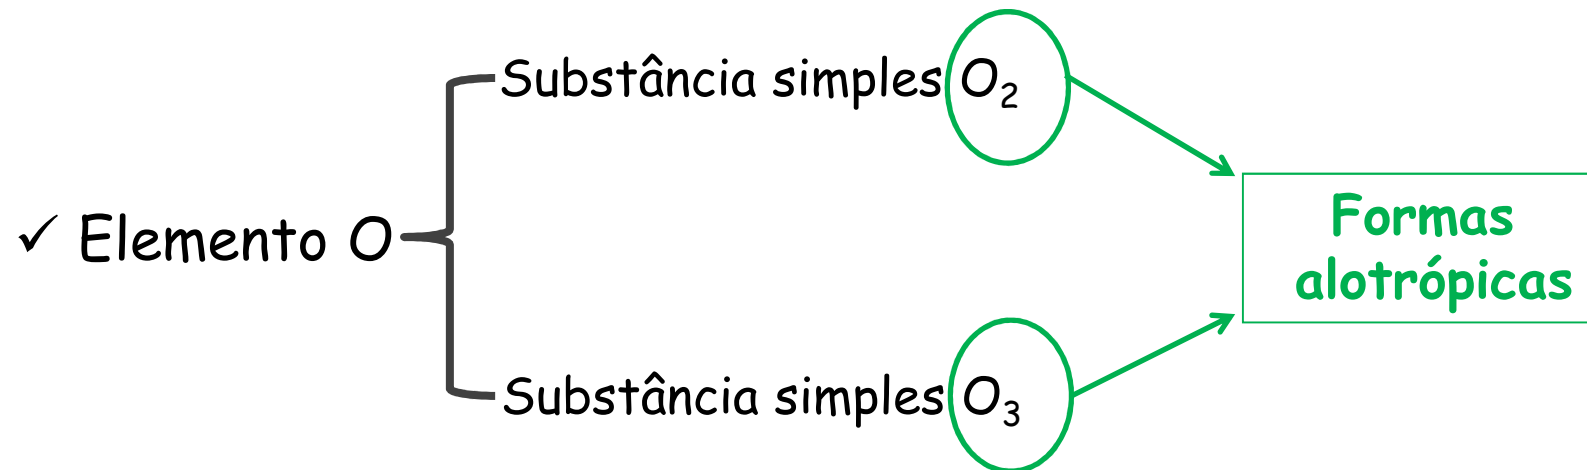 Substância simples O₂
✓ Elemento O
Formas
alotrópicas
Substância simples O₃